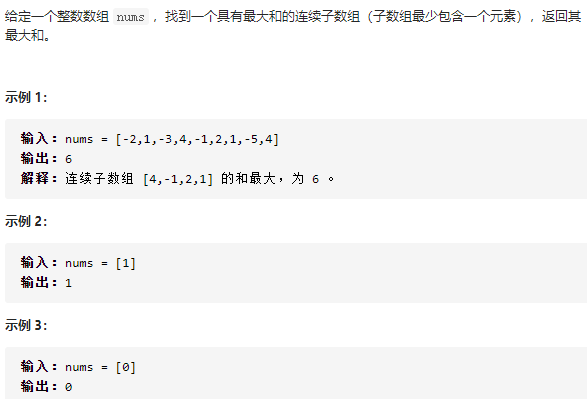 给定一个整数数组 nums ，找到一个具有最大和的连续子数组（子数组最少包含一个元素），返回其
最大和。
示例 1：
输入：nums = [-2,1,-3,4,-1,2,1,-5,4]
输出：6
解释：连续子数组 [4,-1,2,1] 的和最大，为 6 。
示例 2：
输入：nums = [1]
输出：1
示例 3：
输入：nums = [0]
输出：0